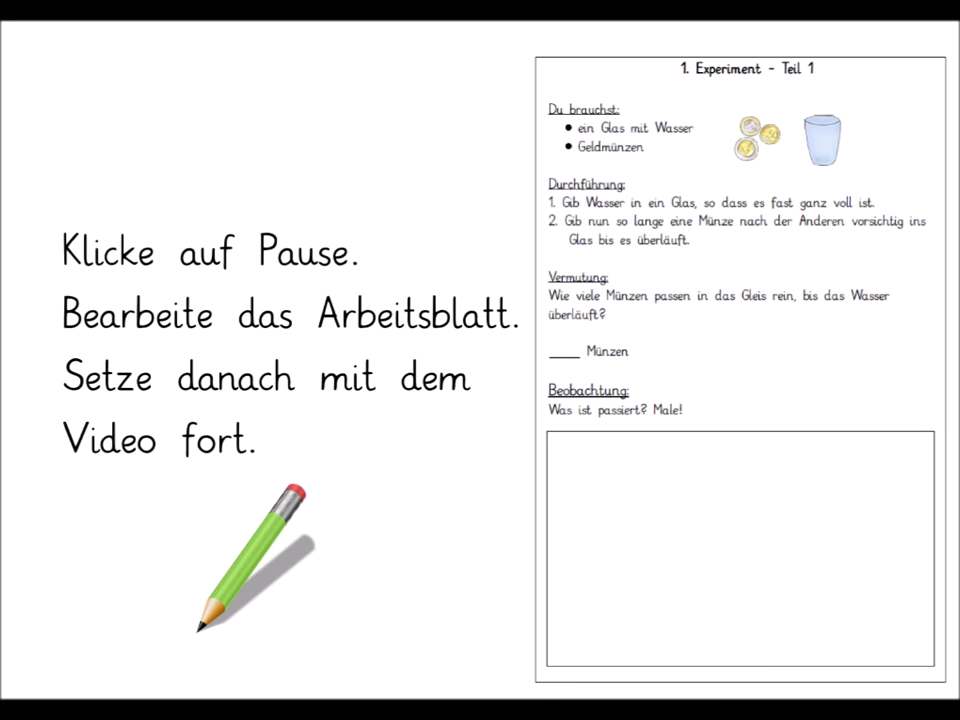 Klicke auf Pause.
Bearbeite das Arbeitsblatt.
Setze danach mit dem
Video fort.
1. Experiment - Teil 1
Du brauchst:
• ein Glas mit Wasser
• Geldmünzen
Durchführung:
1. Gib Wasser in ein Glas, so dass es fast ganz voll ist.
2. Gib nun so lange eine Münze nach der Anderen vorsichtig ins
Glas bis es überläuft.
Vermutung:
Wie viele Münzen passen in das Gleis rein, bis das Wasser
überläuft?
____ Münzen
Beobachtung:
Was ist passiert? Male!